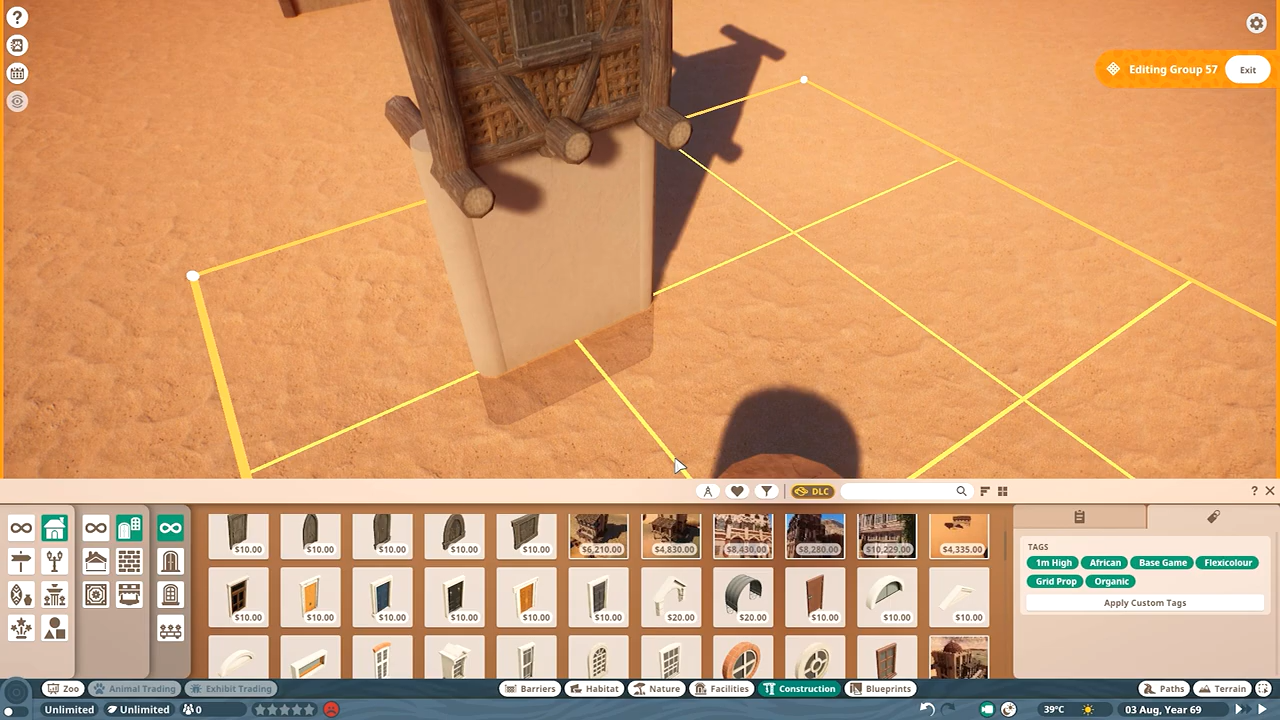 ?
Editing Group 57
Exit
DLC
?
$10.00
$10.00
$10.00
$10.00
$10.00
$6,210.00
$4,830.00
$8,430.00
$8,280.00
$10,229.00
$4,335.00
$10.00
$10.00
$10.00
$10.00
$10.00
$10.00
$20.00
$20.00
$10.00
$10.00
$10.00
TAGS
1m High
African
Base Game
Flexicolour
Grid Prop
Organic
Apply Custom Tags
Zoo
Animal Trading
Exhibit Trading
Barriers
Habitat
Nature
Facilities
Construction
Blueprints
Paths
Terrain
Unlimited
Unlimited
0
39°C
03 Aug, Year 69